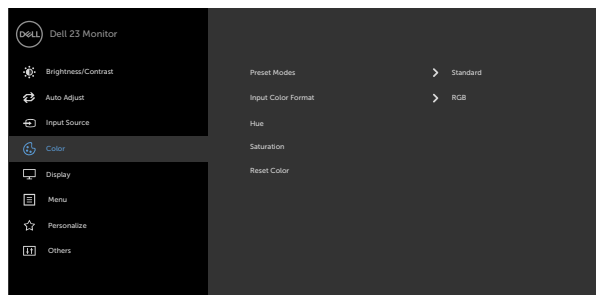 DELL Dell 23 Monitor
Brightness/Contrast
Auto Adjust
Input Source
Color
Display
Menu
Personalize
Others
Preset Modes Standard
Input Color Format RGB
Hue
Saturation
Reset Color